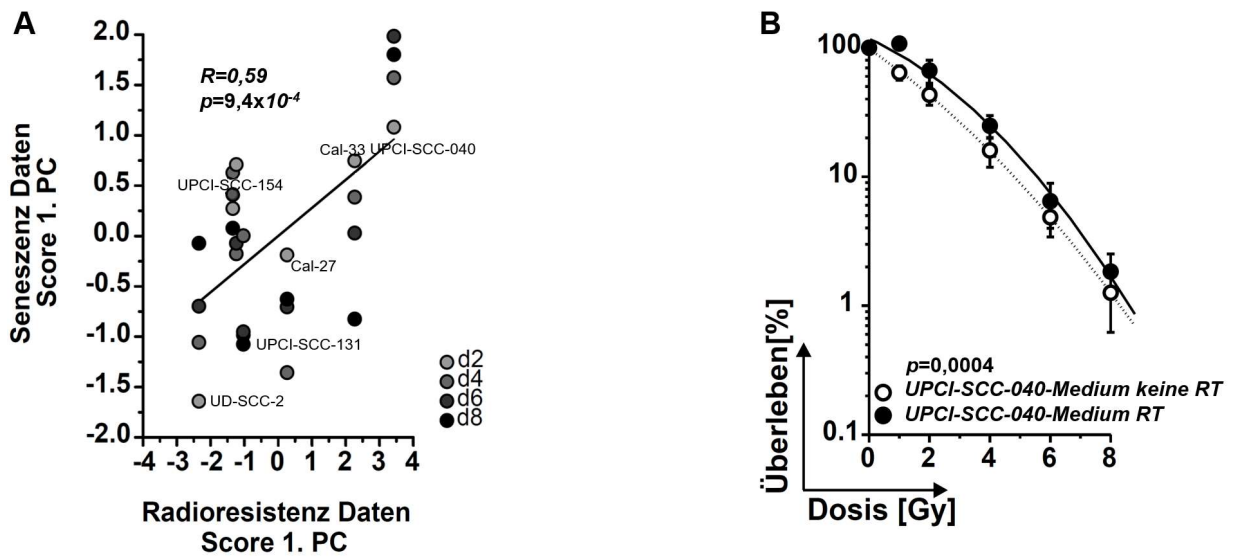 A
Seneszenz Daten
Score 1. PC
2.0
1.5
1.0
0.5
0.0
-0.5
-1.0
-1.5
-2.0
R=0,59
p=9,4x10-4
Cal-33 UPCI-SCC-040
UPCI-SCC-154
Cal-27
UPCI-SCC-131
UD-SCC-2
d2
d4
d6
d8
-4 -3 -2 -1 0 1 2 3 4
Radioresistenz Daten
Score 1. PC
B
100
10
1
0.1
Überleben[%]
p=0,0004
UPCI-SCC-040-Medium keine RT
UPCI-SCC-040-Medium RT
0 2 4 6 8
Dosis [Gy]